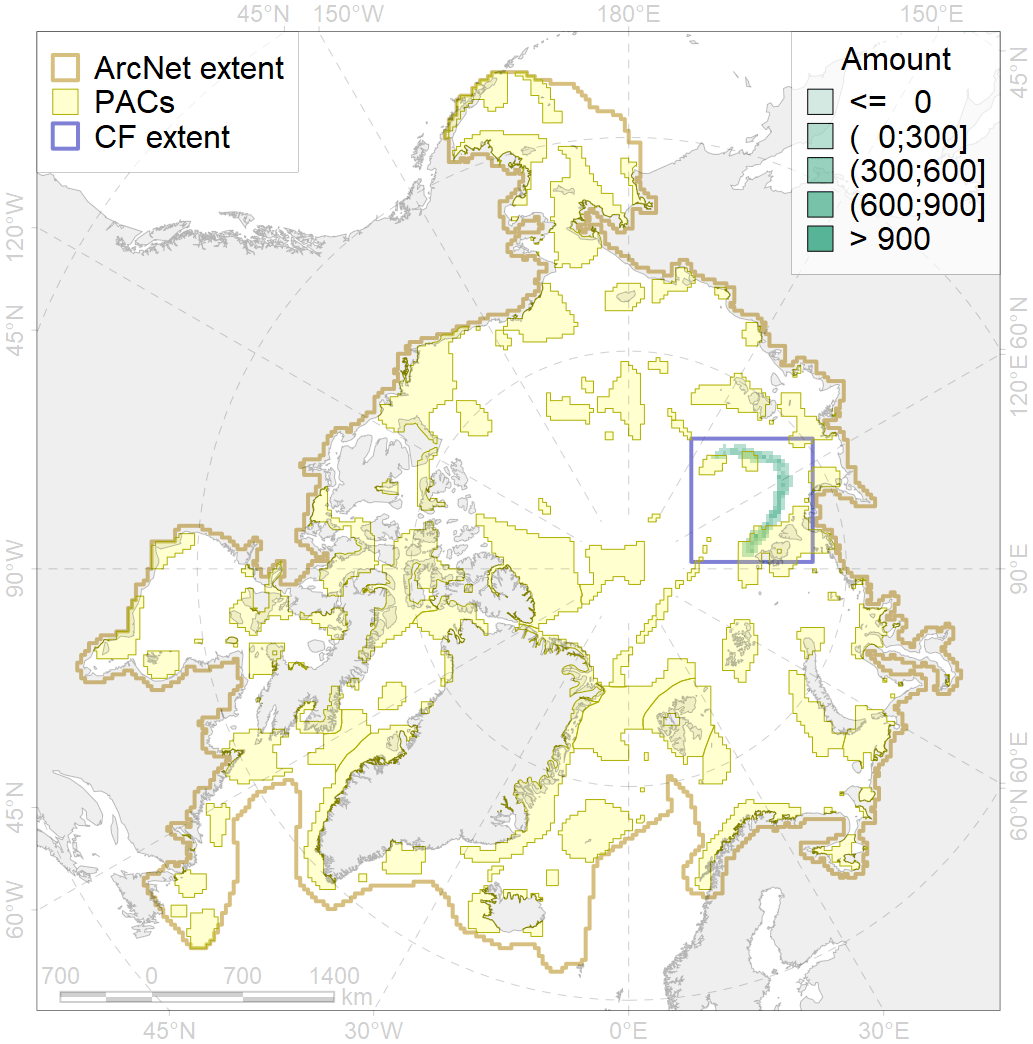 45°N 150°W 180°E 150°E
ArcNet extent
PACs
CF extent
Amount
<= 0
( 0;300]
(300;600]
(600;900]
> 900
45°N
120°W
45°N
90°W
45°N
60°W
60°N
120°E
90°E
60°E
60°N
700 0 700 1400
km
45°N 30°W 0°E 30°E